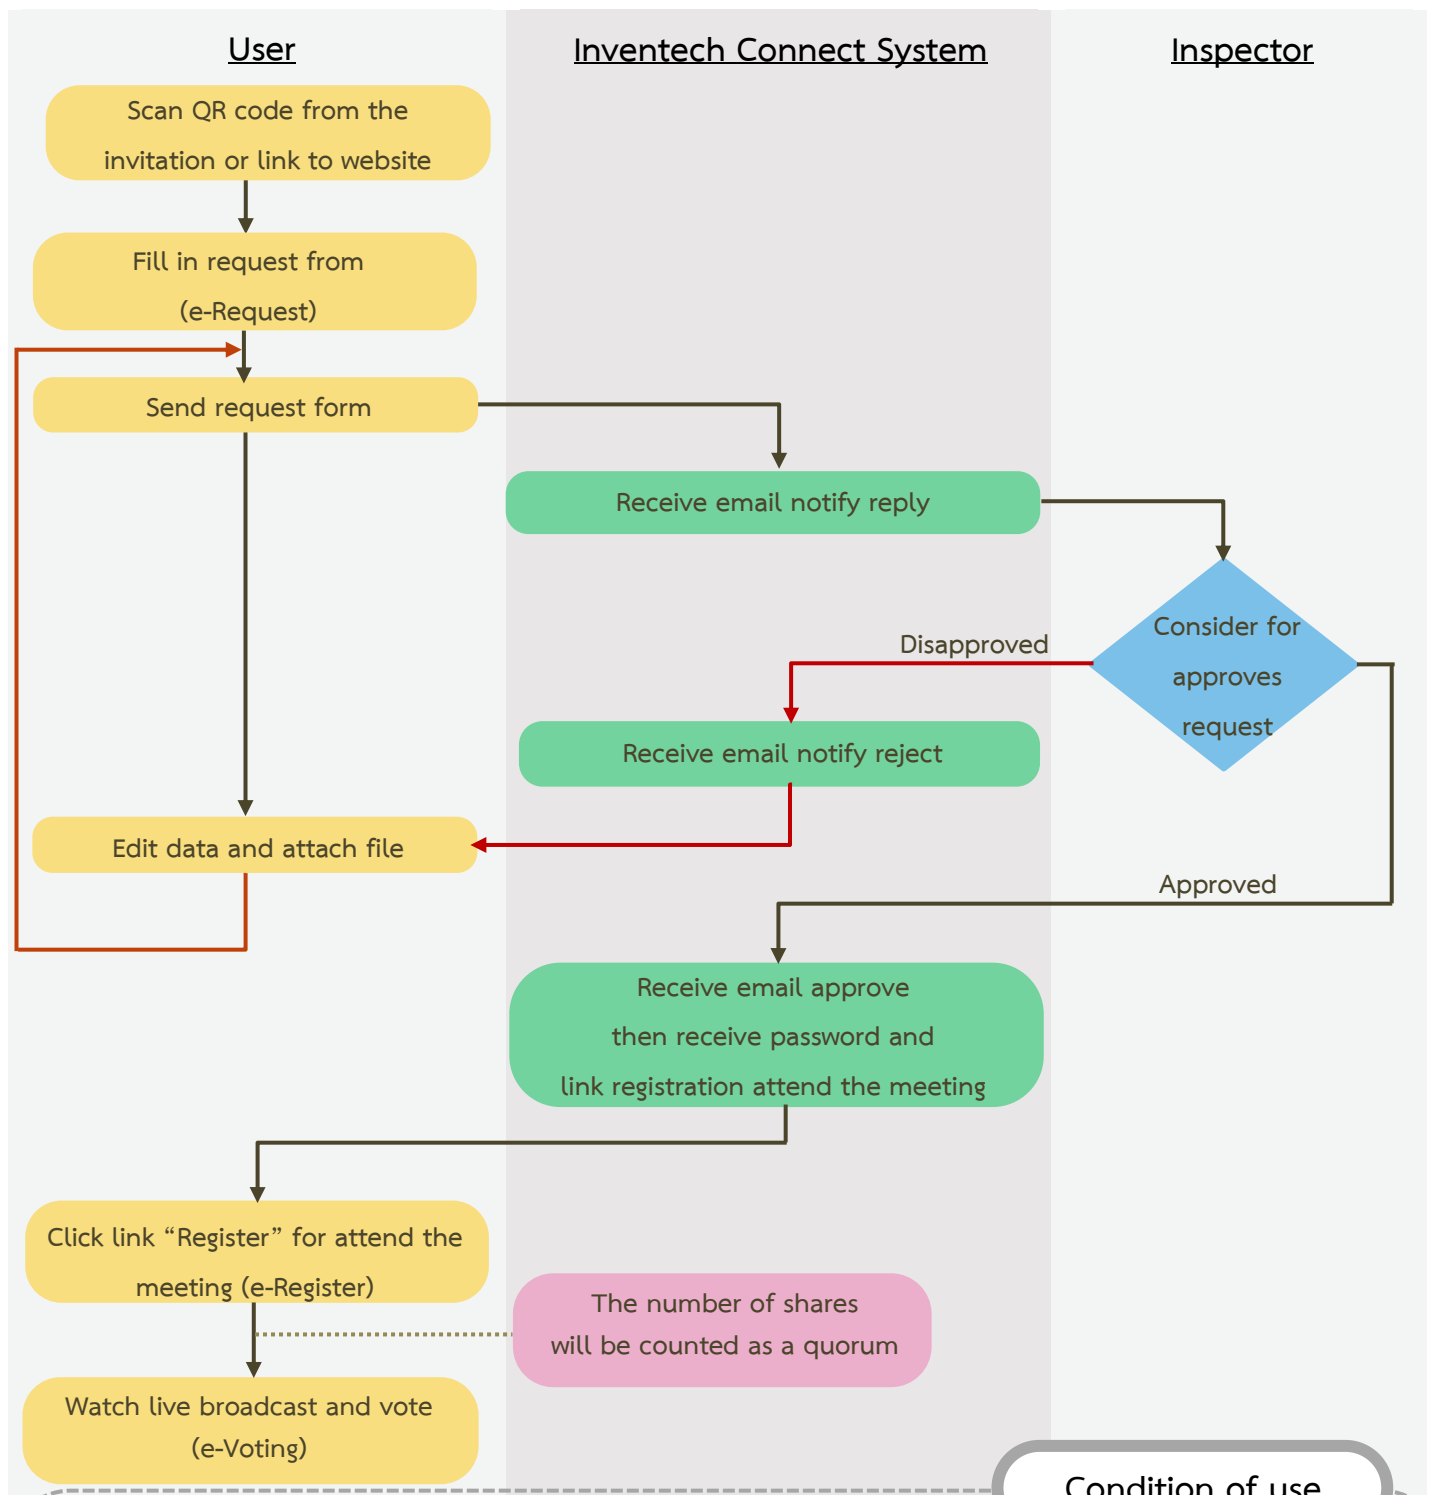 User
Inventech Connect System
Inspector
Scan QR code from the
invitation or link to website
Fill in request from
(e-Request)
Send request form
Receive email notify reply
Consider for
approves
request
Disapproved
Receive email notify reject
Edit data and attach file
Approved
Receive email approve
then receive password and
link registration attend the meeting
Click link “Register” for attend the
meeting (e-Register)
The number of shares
will be counted as a quorum
Watch live broadcast and vote
(e-Voting)
Condition of use